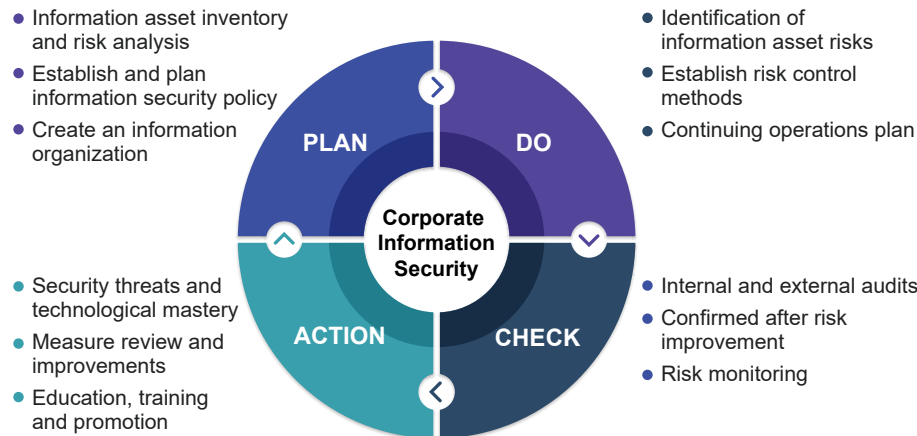 Information asset inventory
and risk analysis
Establish and plan
information security policy
Create an information
organization
Identification of
information asset risks
Establish risk control
methods
Continuing operations plan
PLAN
DO
Corporate
Information
Security
ACTION
CHECK
Security threats and
technological mastery
Measure review and
improvements
Education, training
and promotion
Internal and external audits
Confirmed after risk
improvement
Risk monitoring